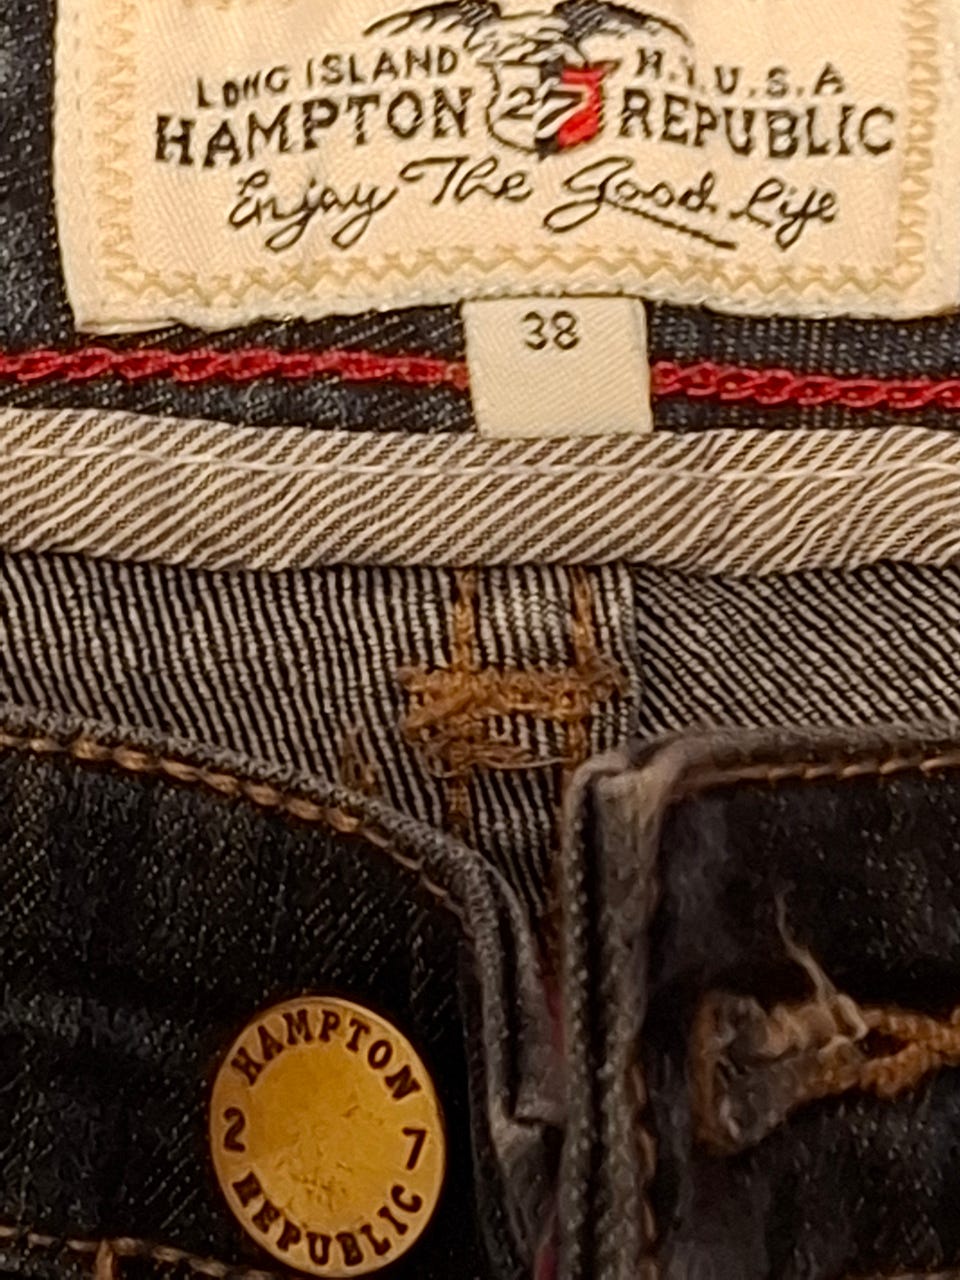 LONG ISLAND N.Y.U.S.A
HAMPTON 27 REPUBLIC
Enjoy The Good Life
38
HAMPTON
2 7
REPUBLIC